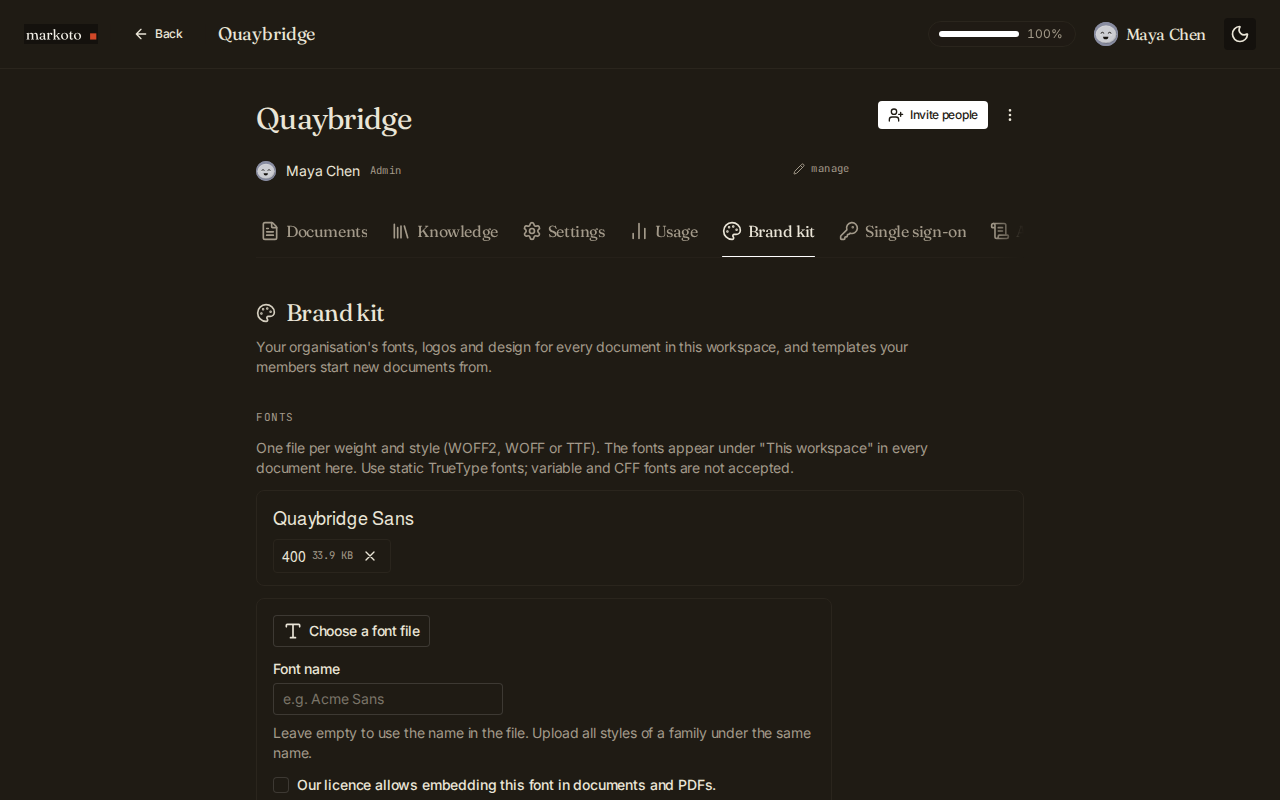 markoto
Back
Quaybridge
100%
Maya Chen
Quaybridge
Invite people
Maya Chen Admin
manage
Documents
Knowledge
Settings
Usage
Brand kit
Single sign-on
Brand kit
Your organisation's fonts, logos and design for every document in this workspace, and templates your
members start new documents from.
FONTS
One file per weight and style (WOFF2, WOFF or TTF). The fonts appear under "This workspace" in every
document here. Use static TrueType fonts; variable and CFF fonts are not accepted.
Quaybridge Sans
400 33.9 KB
Choose a font file
Font name
e.g. Acme Sans
Leave empty to use the name in the file. Upload all styles of a family under the same
name.
Our licence allows embedding this font in documents and PDFs.